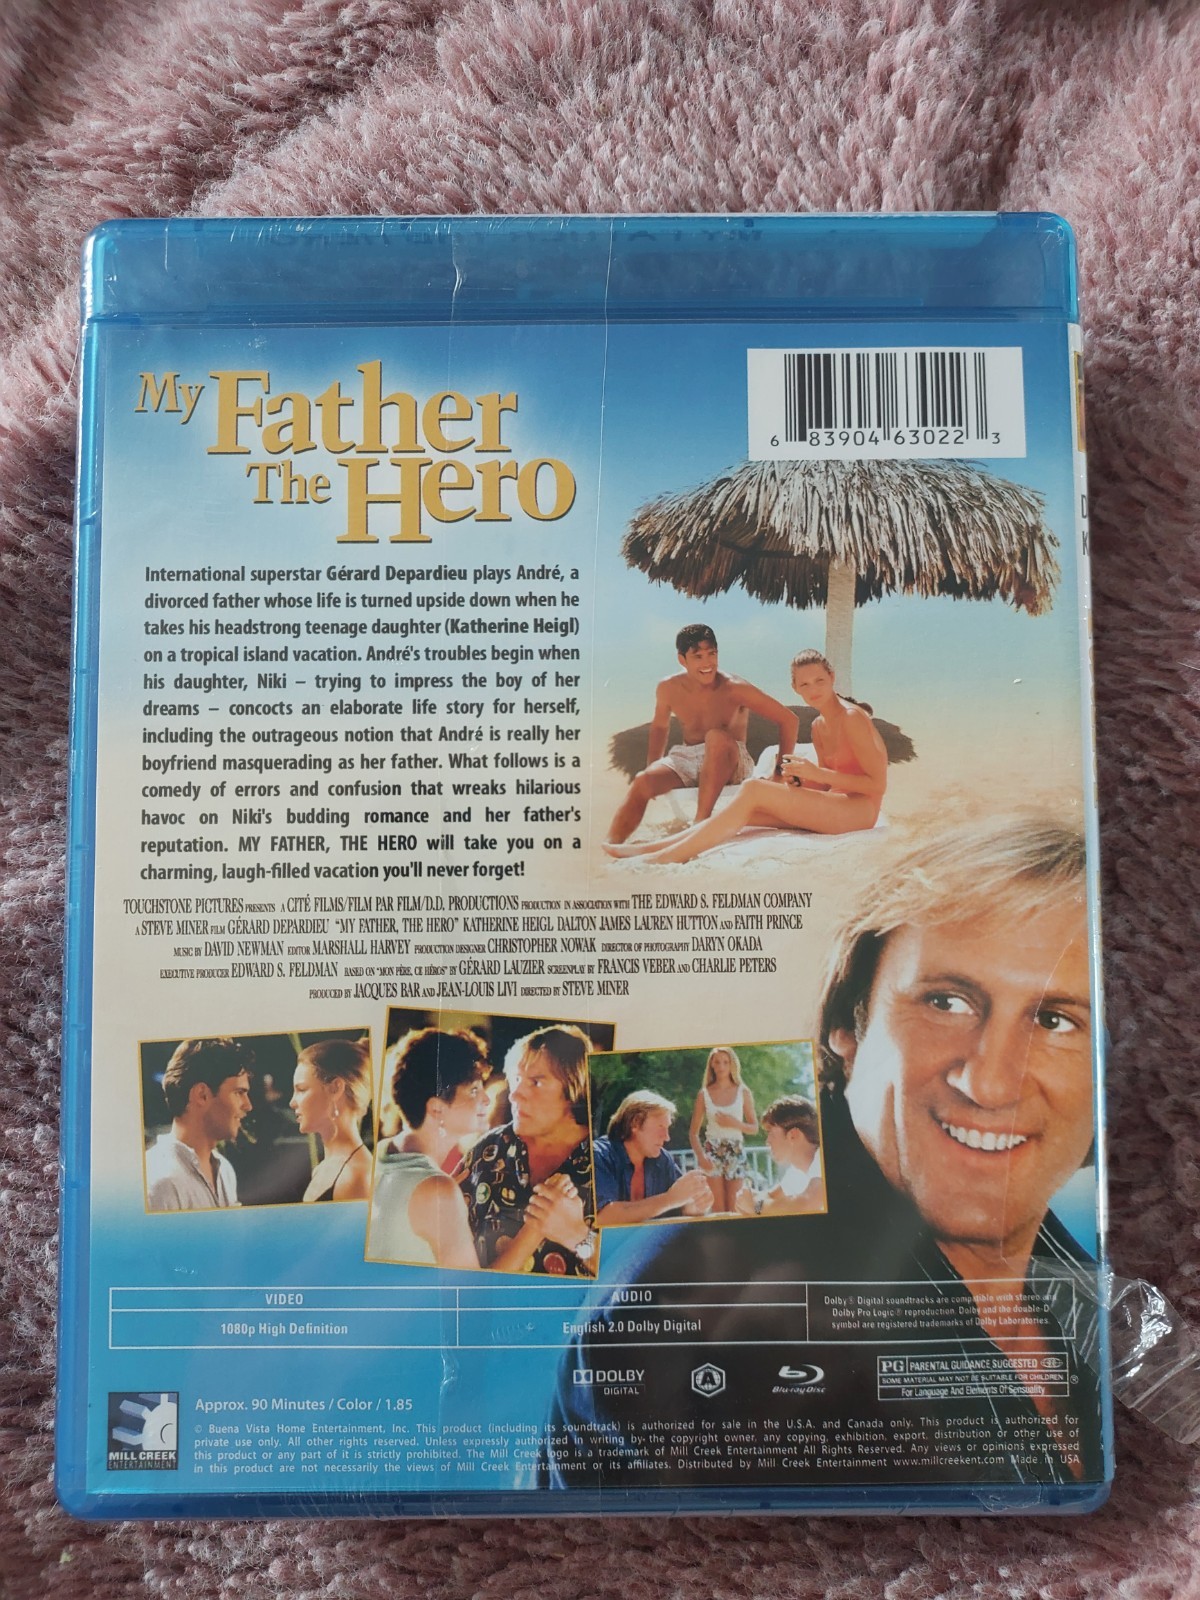 My Father
The Hero
6 83904 63022 3
International superstar Gérard Depardieu plays André, a
divorced father whose life is turned upside down when he
takes his headstrong teenage daughter (Katherine Heigl)
on a tropical island vacation. André's troubles begin when
his daughter, Niki – trying to impress the boy of her
dreams – concocts an elaborate life story for herself,
including the outrageous notion that André is really her
boyfriend masquerading as her father. What follows is a
comedy of errors and confusion that wreaks hilarious
havoc on Niki's budding romance and her father's
reputation. MY FATHER, THE HERO will take you on a
charming, laugh-filled vacation you'll never forget!
TOUCHSTONE PICTURES PRESENTS A CITÉ FILMS/FILM PAR FILM/D.D. PRODUCTIONS PRODUCTION IN ASSOCIATION WITH THE EDWARD S. FELDMAN COMPANY
A STEVE MINER FILM GÉRARD DEPARDIEU "MY FATHER, THE HERO" KATHERINE HEIGL DALTON JAMES LAUREN HUTTON AND FAITH PRINCE
MUSIC BY DAVID NEWMAN EDITOR MARSHALL HARVEY PRODUCTION DESIGNER CHRISTOPHER NOWAK DIRECTOR OF PHOTOGRAPHY DARYN OKADA
EXECUTIVE PRODUCER EDWARD S. FELDMAN BASED ON "MON PÈRE, CE HÉROS" BY GÉRARD LAUZIER SCREENPLAY BY FRANCIS VEBER AND CHARLIE PETERS
PRODUCED BY JACQUES BAR AND JEAN-LOUIS LIVI DIRECTED BY STEVE MINER
VIDEO
1080p High Definition
AUDIO
English 2.0 Dolby Digital
Dolby® Digital soundtracks are compatible with stereo and
Dolby Pro Logic® reproduction. Dolby and the double-D
symbol are registered trademarks of Dolby Laboratories.
DOLBY
DIGITAL
A
Blu-ray Disc
PG PARENTAL GUIDANCE SUGGESTED
SOME MATERIAL MAY NOT BE SUITABLE FOR CHILDREN ®
For Language And Elements Of Sensuality
MILL CREEK
ENTERTAINMENT
Approx. 90 Minutes / Color / 1.85
© Buena Vista Home Entertainment, Inc. This product (including its soundtrack) is authorized for sale in the U.S.A. and Canada only. This product is authorized for
private use only. All other rights reserved. Unless expressly authorized in writing by the copyright owner, any copying, exhibition, export, distribution or other use of
this product or any part of it is strictly prohibited. The Mill Creek logo is a trademark of Mill Creek Entertainment All Rights Reserved. Any views or opinions expressed
in this product are not necessarily the views of Mill Creek Entertainment or its affiliates. Distributed by Mill Creek Entertainment www.millcreekent.com Made in USA